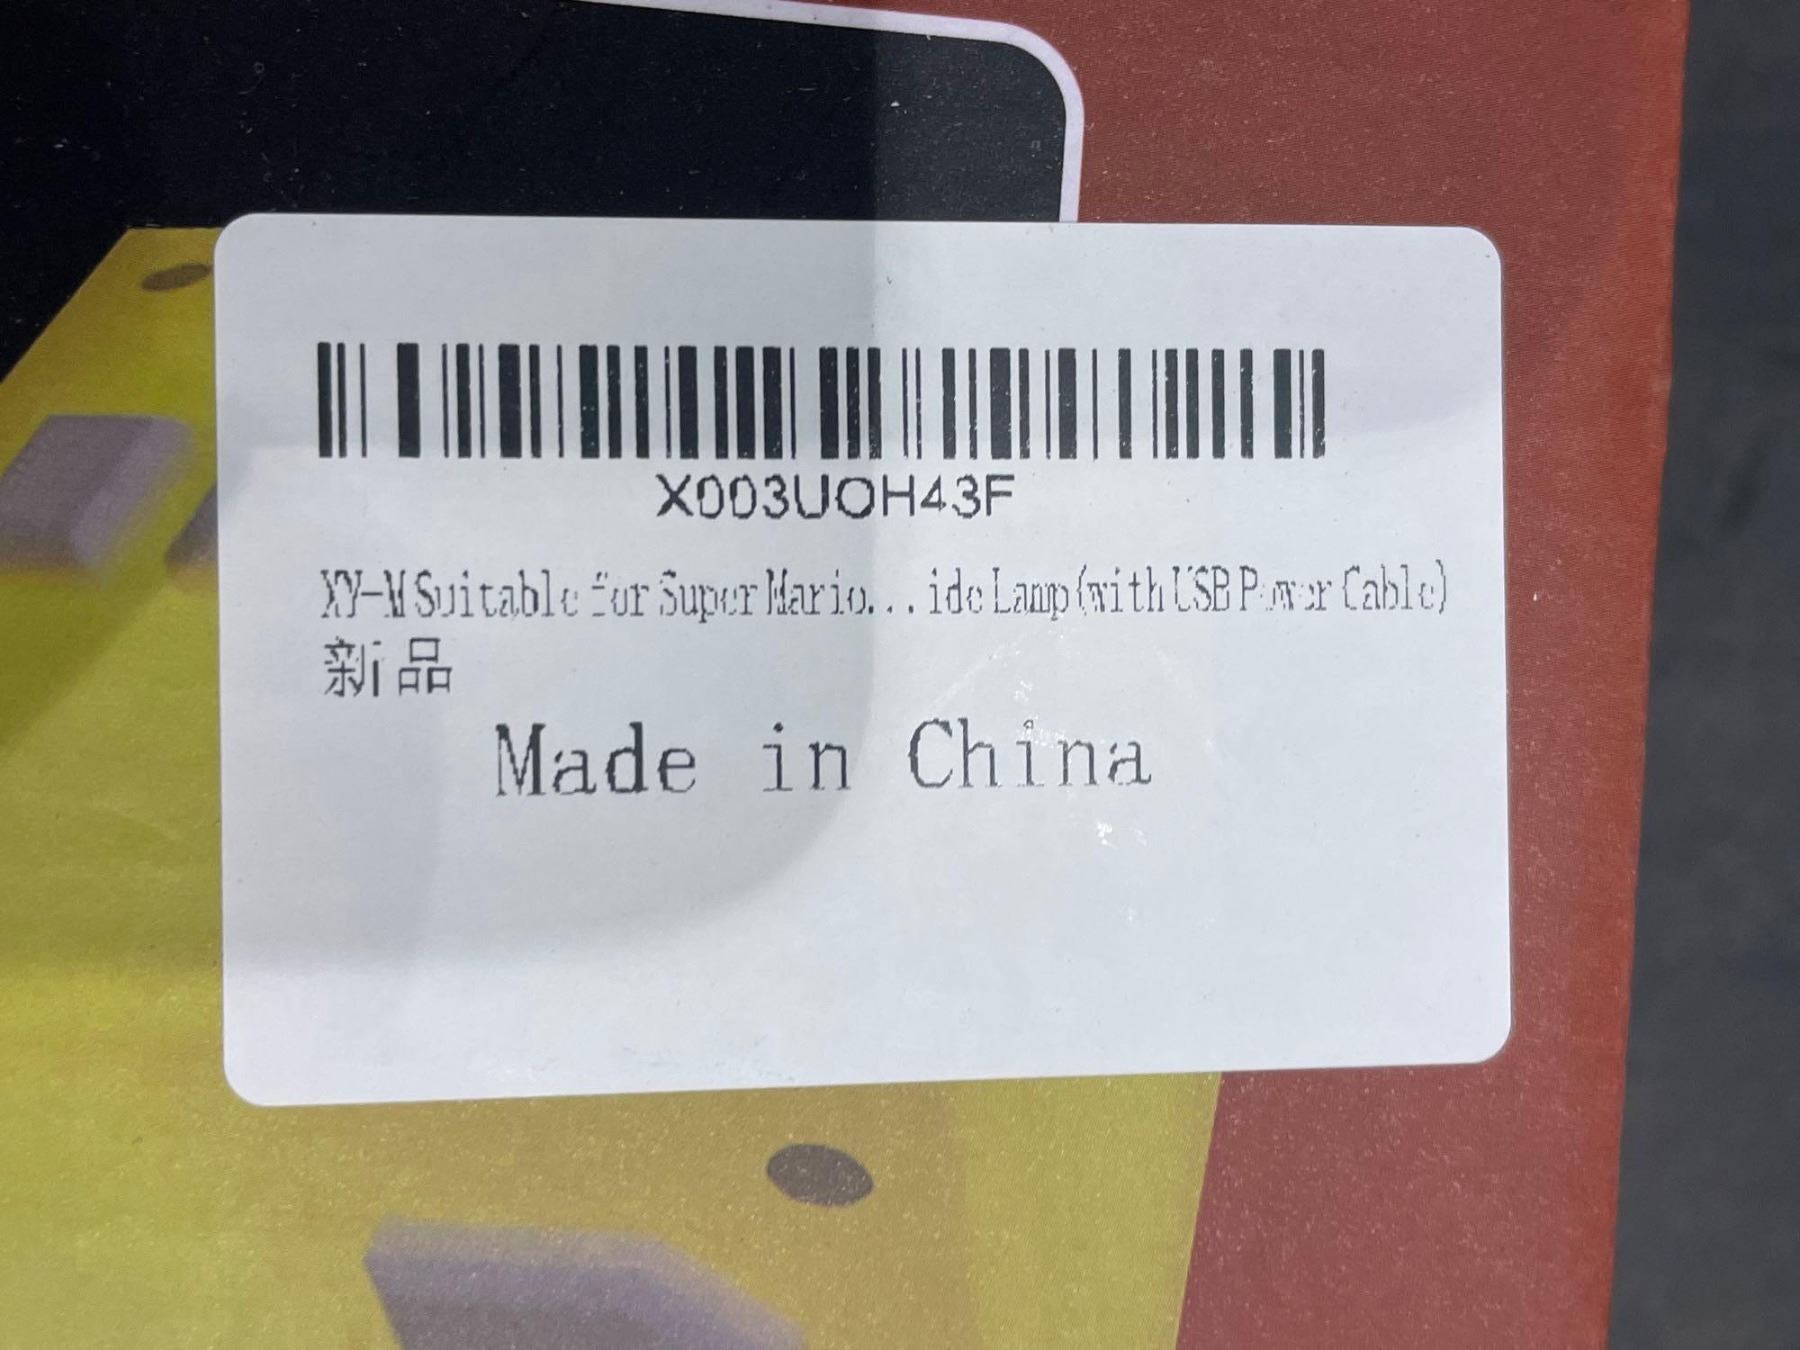 X003UOH43F
XY-M Suitable for Super Mario...ide Lamp (with USB Power Cable)
新品
Made in China